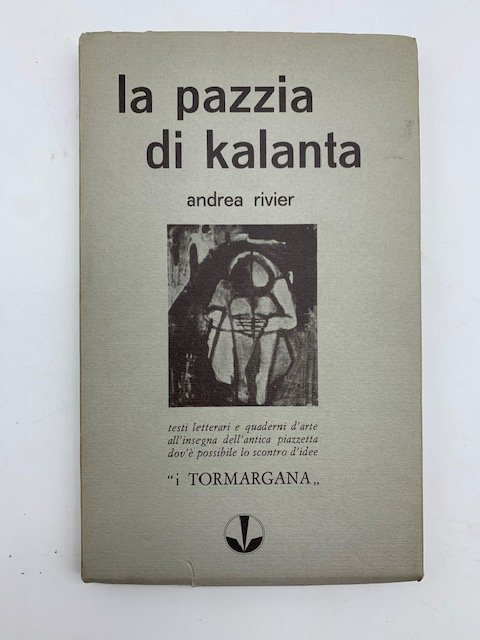 la pazzia
di kalanta
andrea rivier
testi letterari e quaderni d'arte
all'insegna dell'antica piazzetta
dov'è possibile lo scontro d'idee
“i TORMARGANA„